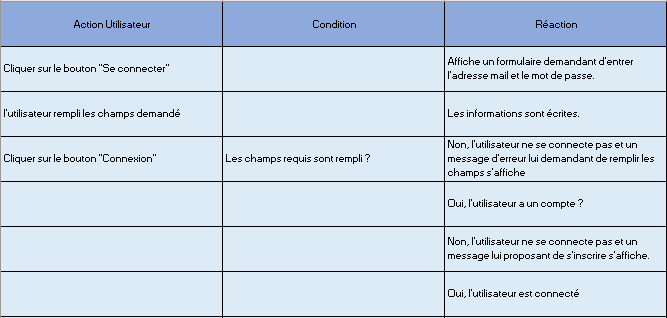 Action Utilisateur
Condition
Réaction
Cliquer sur le bouton "Se connecter"
Affiche un formulaire demandant d'entrer
l'adresse mail et le mot de passe.
l'utilisateur rempli les champs demandé
Les informations sont écrites.
Cliquer sur le bouton "Connexion"
Les champs requis sont rempli ?
Non, l'utilisateur ne se connecte pas et un
message d'erreur lui demandant de remplir les
champs s'affiche
Oui, l'utilisateur a un compte ?
Non, l'utilisateur ne se connecte pas et un
message lui proposant de s'inscrire s'affiche.
Oui, l'utilisateur est connecté